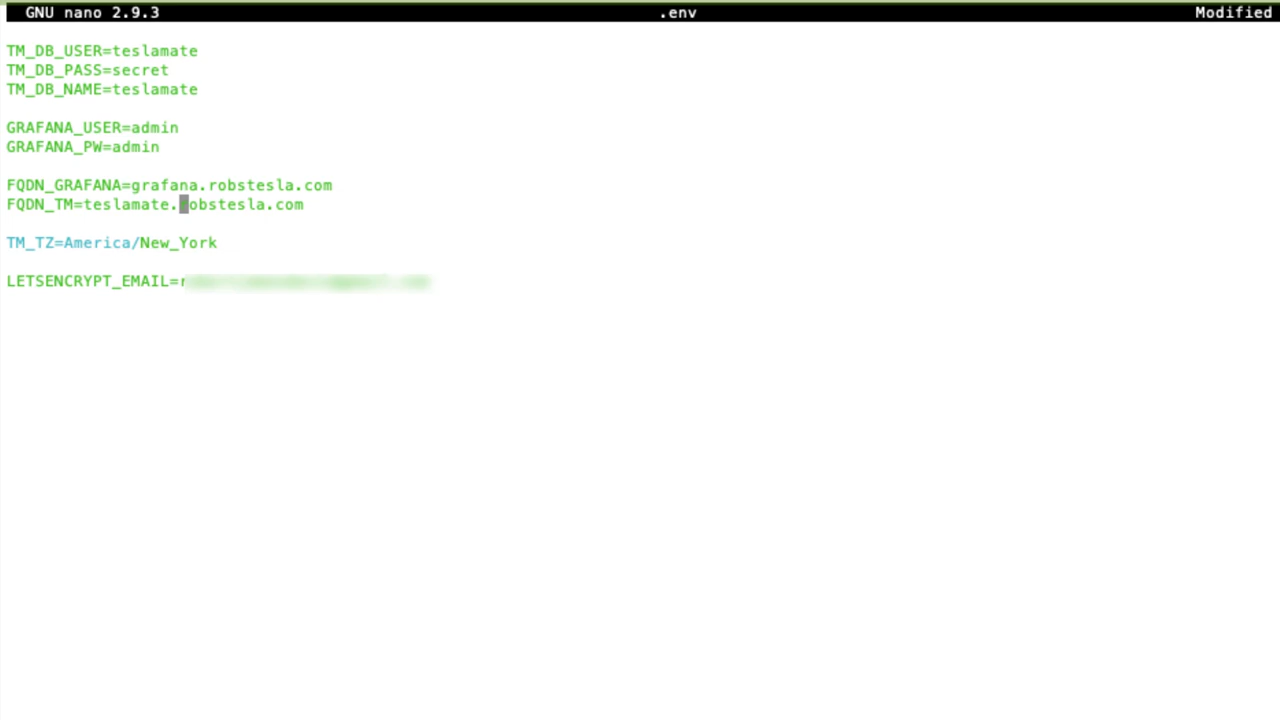 GNU nano 2.9.3 .env Modified
TM_DB_USER=teslamate
TM_DB_PASS=secret
TM_DB_NAME=teslamate
GRAFANA_USER=admin
GRAFANA_PW=admin
FQDN_GRAFANA=grafana.robstesla.com
FQDN_TM=teslamate.robstesla.com
TM_TZ=America/New_York
LETSENCRYPT_EMAIL=r